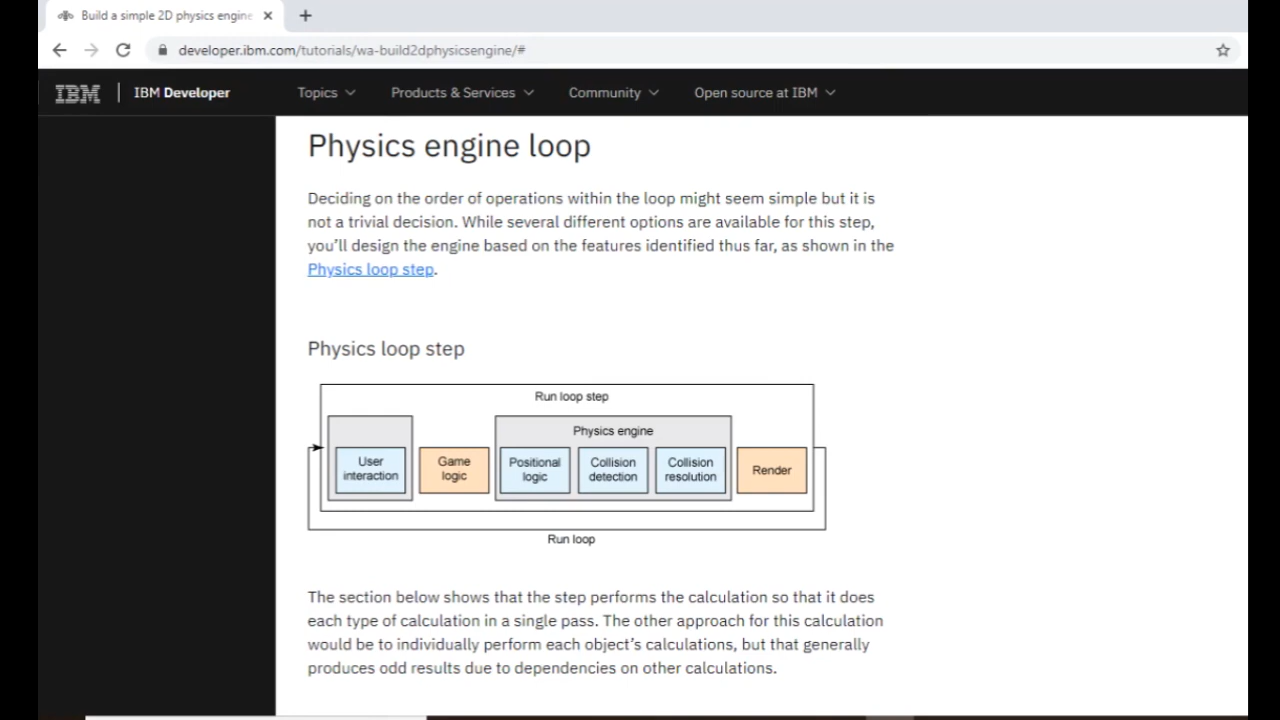 Build a simple 2D physics engine
developer.ibm.com/tutorials/wa-build2dphysicsengine/#
IBM
IBM Developer
Topics
Products & Services
Community
Open source at IBM
Physics engine loop
Deciding on the order of operations within the loop might seem simple but it is
not a trivial decision. While several different options are available for this step,
you’ll design the engine based on the features identified thus far, as shown in the
Physics loop step.
Physics loop step
Run loop step
Physics engine
User
interaction
Game
logic
Positional
logic
Collision
detection
Collision
resolution
Render
Run loop
The section below shows that the step performs the calculation so that it does
each type of calculation in a single pass. The other approach for this calculation
would be to individually perform each object’s calculations, but that generally
produces odd results due to dependencies on other calculations.